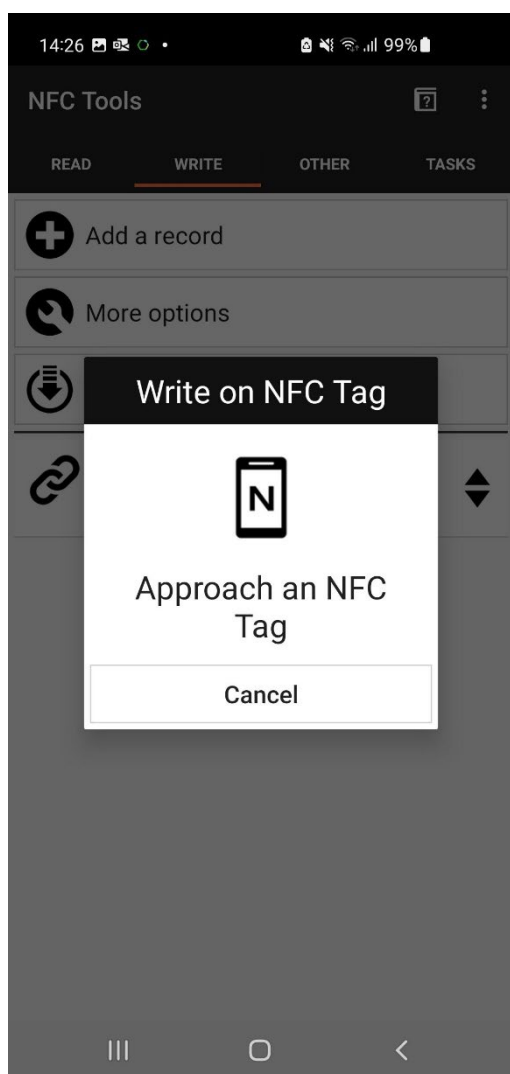 14:26 99%
NFC Tools
READ WRITE OTHER TASKS
Add a record
More options
Write on NFC Tag
N
Approach an NFC
Tag
Cancel